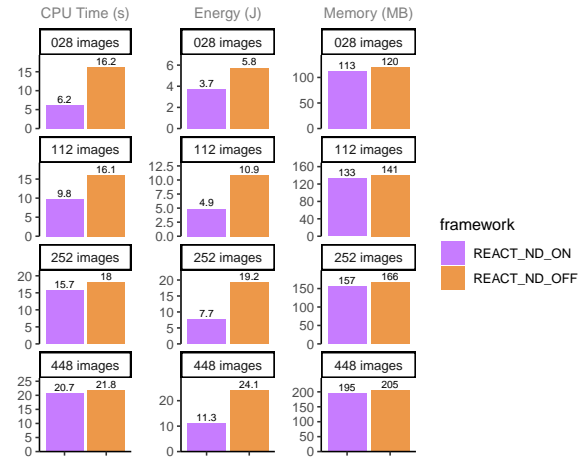 CPU Time (s) Energy (J) Memory (MB)
028 images 028 images 028 images
15 10 5 0 6.2 16.2
6 4 2 0 3.7 5.8
100 50 0 113 120
112 images 112 images 112 images
15 10 5 0 9.8 16.1
12.5 10.0 7.5 5.0 2.5 0.0 4.9 10.9
160 120 80 40 0 133 141
framework
REACT_ND_ON
REACT_ND_OFF
252 images 252 images 252 images
20 15 10 5 0 15.7 18
20 15 10 5 0 7.7 19.2
150 100 50 0 157 166
448 images 448 images 448 images
25 20 15 10 5 0 20.7 21.8
20 10 0 11.3 24.1
200 150 100 50 0 195 205